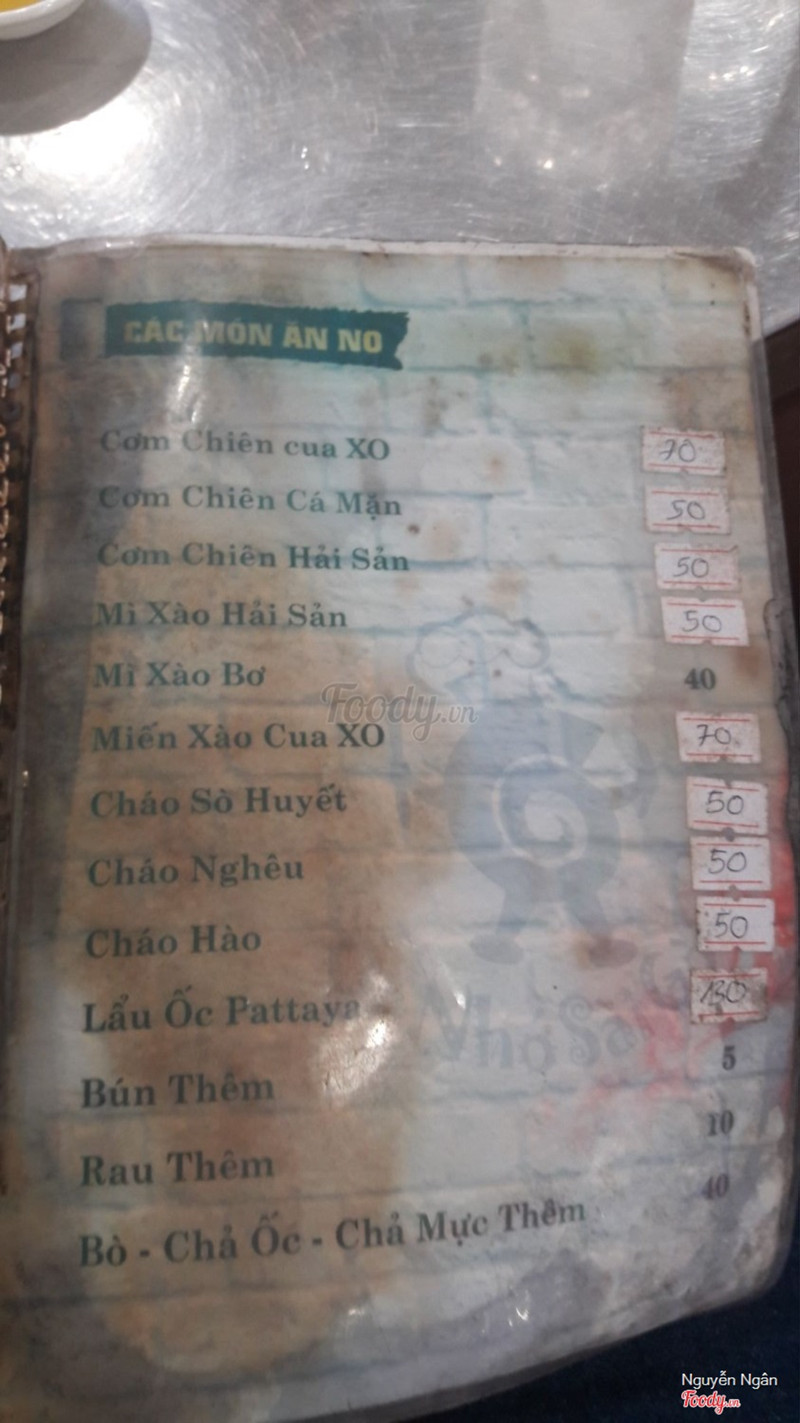 CÁC MÓN ĂN NO
Cơm Chiên cua XO 70
Cơm Chiên Cá Mặn 50
Cơm Chiên Hải Sản 50
Mì Xào Hải Sản 50
Mì Xào Bơ 40
Miến Xào Cua XO 70
Cháo Sò Huyết 50
Cháo Nghêu 50
Cháo Hào 50
Lẩu Ốc Pattaya 130
Bún Thêm 5
Rau Thêm 10
Bò - Chả Ốc - Chả Mực Thêm 40
Foody.vn
Nhớ Sài
Nguyễn Ngân
Foody.vn